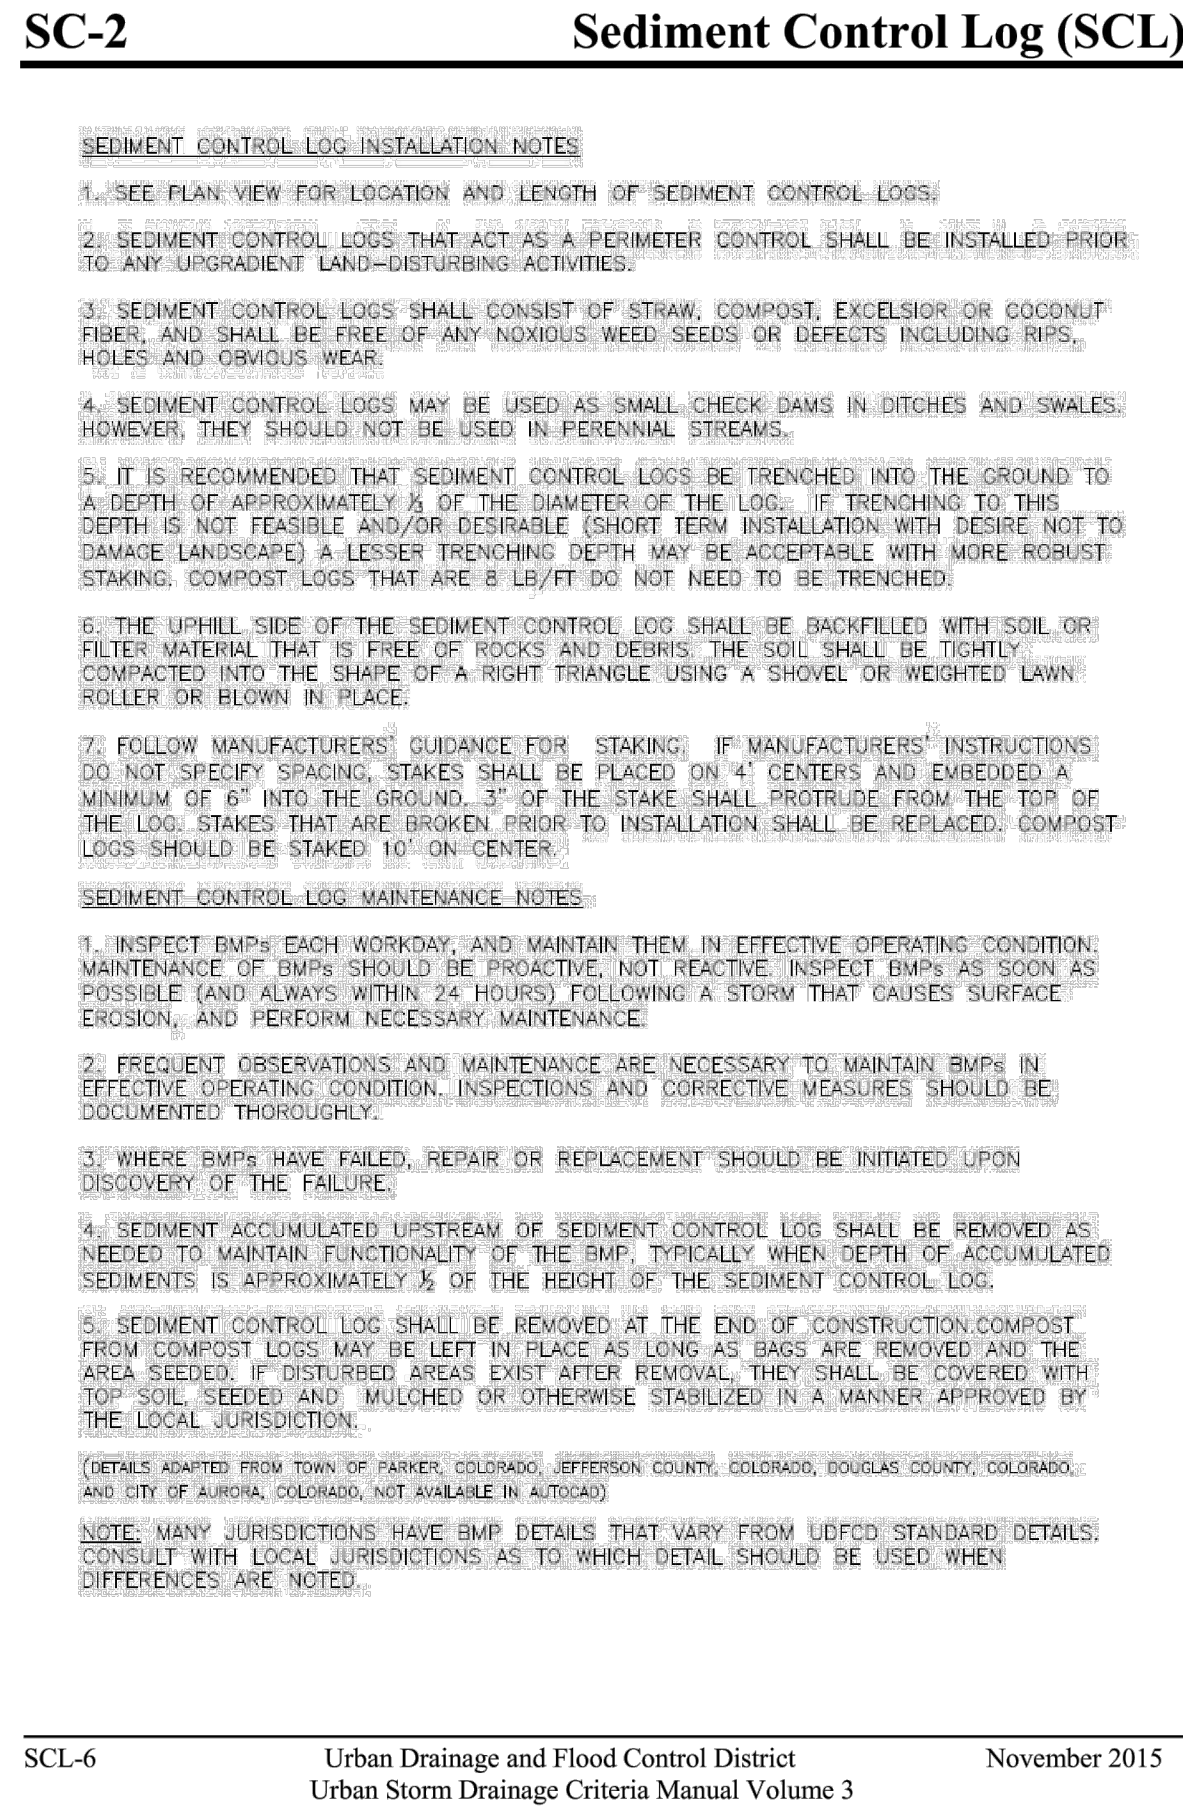 SC-2 Sediment Control Log (SCL)
SEDIMENT CONTROL LOG INSTALLATION NOTES
1. SEE PLAN VIEW FOR LOCATION AND LENGTH OF SEDIMENT CONTROL LOGS.
2. SEDIMENT CONTROL LOGS THAT ACT AS A PERIMETER CONTROL SHALL BE INSTALLED PRIOR
TO ANY UPGRADIENT LAND-DISTURBING ACTIVITIES.
3. SEDIMENT CONTROL LOGS SHALL CONSIST OF STRAW, COMPOST, EXCELSIOR OR COCONUT
FIBER, AND SHALL BE FREE OF ANY NOXIOUS WEED SEEDS OR DEFECTS INCLUDING RIPS,
HOLES AND OBVIOUS WEAR.
4. SEDIMENT CONTROL LOGS MAY BE USED AS SMALL CHECK DAMS IN DITCHES AND SWALES.
HOWEVER, THEY SHOULD NOT BE USED IN PERENNIAL STREAMS.
5. IT IS RECOMMENDED THAT SEDIMENT CONTROL LOGS BE TRENCHED INTO THE GROUND TO
A DEPTH OF APPROXIMATELY ⅓ OF THE DIAMETER OF THE LOG. IF TRENCHING TO THIS
DEPTH IS NOT FEASIBLE AND/OR DESIRABLE (SHORT TERM INSTALLATION WITH DESIRE NOT TO
DAMAGE LANDSCAPE) A LESSER TRENCHING DEPTH MAY BE ACCEPTABLE WITH MORE ROBUST
STAKING. COMPOST LOGS THAT ARE 8 LB/FT DO NOT NEED TO BE TRENCHED.
6. THE UPHILL SIDE OF THE SEDIMENT CONTROL LOG SHALL BE BACKFILLED WITH SOIL OR
FILTER MATERIAL THAT IS FREE OF ROCKS AND DEBRIS. THE SOIL SHALL BE TIGHTLY
COMPACTED INTO THE SHAPE OF A RIGHT TRIANGLE USING A SHOVEL OR WEIGHTED LAWN
ROLLER OR BLOWN IN PLACE.
7. FOLLOW MANUFACTURERS' GUIDANCE FOR STAKING. IF MANUFACTURERS' INSTRUCTIONS
DO NOT SPECIFY SPACING, STAKES SHALL BE PLACED ON 4' CENTERS AND EMBEDDED A
MINIMUM OF 6" INTO THE GROUND. 3" OF THE STAKE SHALL PROTRUDE FROM THE TOP OF
THE LOG. STAKES THAT ARE BROKEN PRIOR TO INSTALLATION SHALL BE REPLACED. COMPOST
LOGS SHOULD BE STAKED 10' ON CENTER.
SEDIMENT CONTROL LOG MAINTENANCE NOTES
1. INSPECT BMPs EACH WORKDAY, AND MAINTAIN THEM IN EFFECTIVE OPERATING CONDITION.
MAINTENANCE OF BMPs SHOULD BE PROACTIVE, NOT REACTIVE. INSPECT BMPs AS SOON AS
POSSIBLE (AND ALWAYS WITHIN 24 HOURS) FOLLOWING A STORM THAT CAUSES SURFACE
EROSION, AND PERFORM NECESSARY MAINTENANCE.
2. FREQUENT OBSERVATIONS AND MAINTENANCE ARE NECESSARY TO MAINTAIN BMPs IN
EFFECTIVE OPERATING CONDITION. INSPECTIONS AND CORRECTIVE MEASURES SHOULD BE
DOCUMENTED THOROUGHLY.
3. WHERE BMPs HAVE FAILED, REPAIR OR REPLACEMENT SHOULD BE INITIATED UPON
DISCOVERY OF THE FAILURE.
4. SEDIMENT ACCUMULATED UPSTREAM OF SEDIMENT CONTROL LOG SHALL BE REMOVED AS
NEEDED TO MAINTAIN FUNCTIONALITY OF THE BMP, TYPICALLY WHEN DEPTH OF ACCUMULATED
SEDIMENTS IS APPROXIMATELY ½ OF THE HEIGHT OF THE SEDIMENT CONTROL LOG.
5. SEDIMENT CONTROL LOG SHALL BE REMOVED AT THE END OF CONSTRUCTION.COMPOST
FROM COMPOST LOGS MAY BE LEFT IN PLACE AS LONG AS BAGS ARE REMOVED AND THE
AREA SEEDED. IF DISTURBED AREAS EXIST AFTER REMOVAL, THEY SHALL BE COVERED WITH
TOP SOIL, SEEDED AND MULCHED OR OTHERWISE STABILIZED IN A MANNER APPROVED BY
THE LOCAL JURISDICTION.
(DETAILS ADAPTED FROM TOWN OF PARKER, COLORADO, JEFFERSON COUNTY, COLORADO, DOUGLAS COUNTY, COLORADO,
AND CITY OF AURORA, COLORADO, NOT AVAILABLE IN AUTOCAD)
NOTE: MANY JURISDICTIONS HAVE BMP DETAILS THAT VARY FROM UDFCD STANDARD DETAILS.
CONSULT WITH LOCAL JURISDICTIONS AS TO WHICH DETAIL SHOULD BE USED WHEN
DIFFERENCES ARE NOTED.
SCL-6 Urban Drainage and Flood Control District November 2015
Urban Storm Drainage Criteria Manual Volume 3